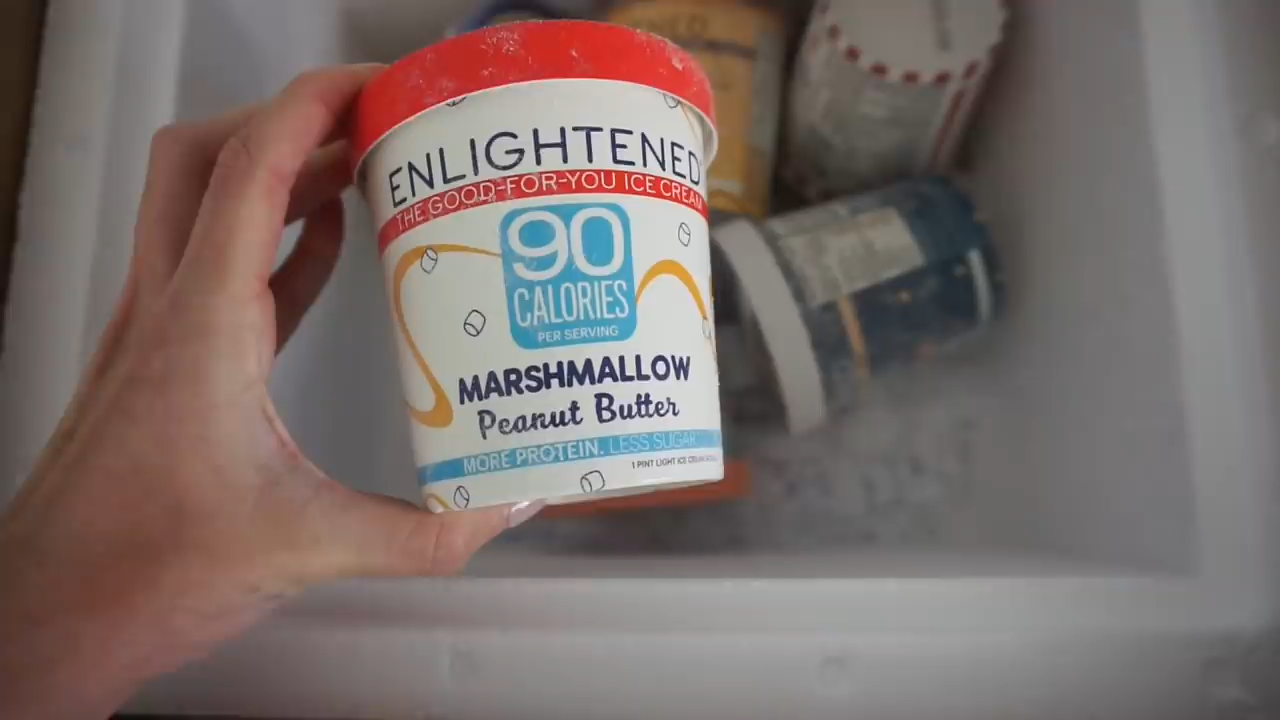 ENLIGHTENED
THE GOOD-FOR-YOU ICE CREAM
90
CALORIES
PER SERVING
MARSHMALLOW
Peanut Butter
MORE PROTEIN. LESS SUGAR.
1 PINT LIGHT ICE CREAM